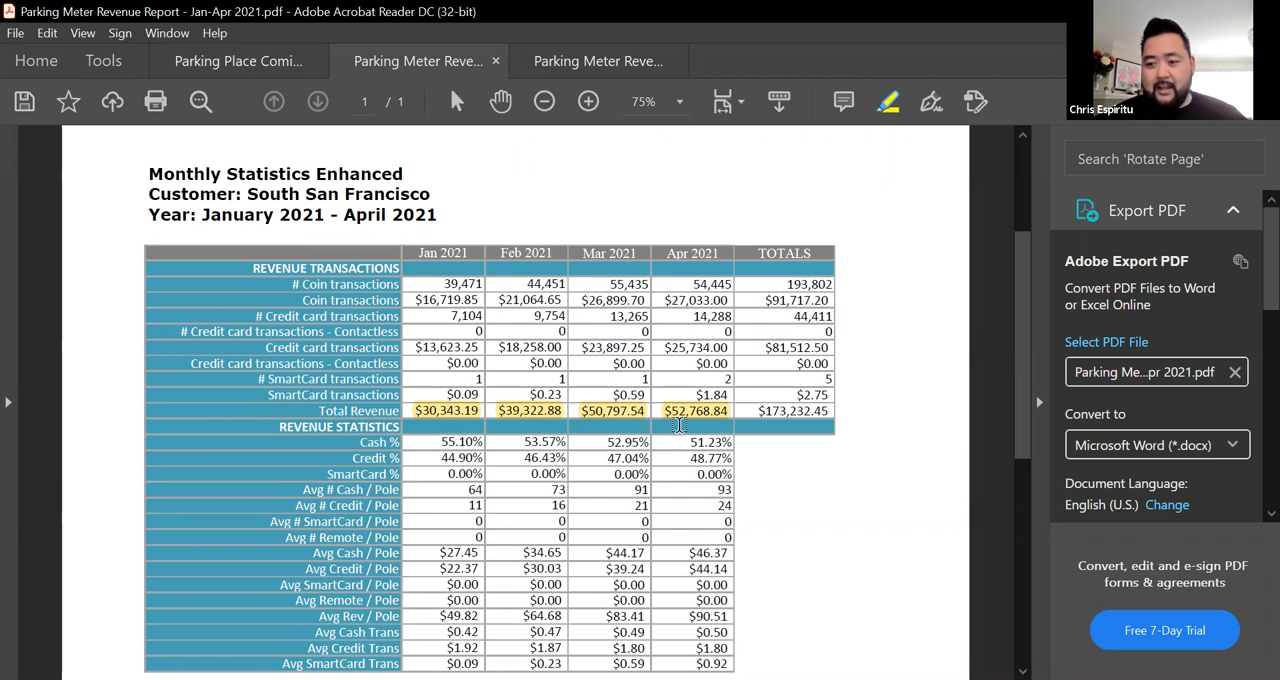 Parking Meter Revenue Report - Jan-Apr 2021.pdf - Adobe Acrobat Reader DC (32-bit)
File Edit View Sign Window Help
Home Tools Parking Place Comi... Parking Meter Reve... × Parking Meter Reve...
1 / 1 75%
Chris Espiritu
Monthly Statistics Enhanced
Customer: South San Francisco
Year: January 2021 - April 2021
Jan 2021 Feb 2021 Mar 2021 Apr 2021 TOTALS
REVENUE TRANSACTIONS
# Coin transactions 39,471 44,451 55,435 54,445 193,802
Coin transactions $16,719.85 $21,064.65 $26,899.70 $27,033.00 $91,717.20
# Credit card transactions 7,104 9,754 13,265 14,288 44,411
# Credit card transactions - Contactless 0 0 0 0 0
Credit card transactions $13,623.25 $18,258.00 $23,897.25 $25,734.00 $81,512.50
Credit card transactions - Contactless $0.00 $0.00 $0.00 $0.00 $0.00
# SmartCard transactions 1 1 1 2 5
SmartCard transactions $0.09 $0.23 $0.59 $1.84 $2.75
Total Revenue $30,343.19 $39,322.88 $50,797.54 $52,768.84 $173,232.45
REVENUE STATISTICS
Cash % 55.10% 53.57% 52.95% 51.23%
Credit % 44.90% 46.43% 47.04% 48.77%
SmartCard % 0.00% 0.00% 0.00% 0.00%
Avg # Cash / Pole 64 73 91 93
Avg # Credit / Pole 11 16 21 24
Avg # SmartCard / Pole 0 0 0 0
Avg # Remote / Pole 0 0 0 0
Avg Cash / Pole $27.45 $34.65 $44.17 $46.37
Avg Credit / Pole $22.37 $30.03 $39.24 $44.14
Avg SmartCard / Pole $0.00 $0.00 $0.00 $0.00
Avg Remote / Pole $0.00 $0.00 $0.00 $0.00
Avg Rev / Pole $49.82 $64.68 $83.41 $90.51
Avg Cash Trans $0.42 $0.47 $0.49 $0.50
Avg Credit Trans $1.92 $1.87 $1.80 $1.80
Avg SmartCard Trans $0.09 $0.23 $0.59 $0.92
Search 'Rotate Page'
Export PDF
Adobe Export PDF
Convert PDF Files to Word
or Excel Online
Select PDF File
Parking Me...pr 2021.pdf
Convert to
Microsoft Word (*.docx)
Document Language:
English (U.S.) Change
Convert, edit and e-sign PDF
forms & agreements
Free 7-Day Trial